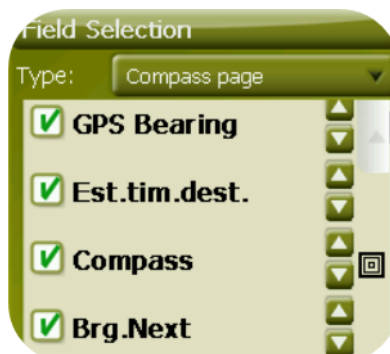 Field Selection
Type: Compass page
GPS Bearing
Est.tim.dest.
Compass
Brg.Next